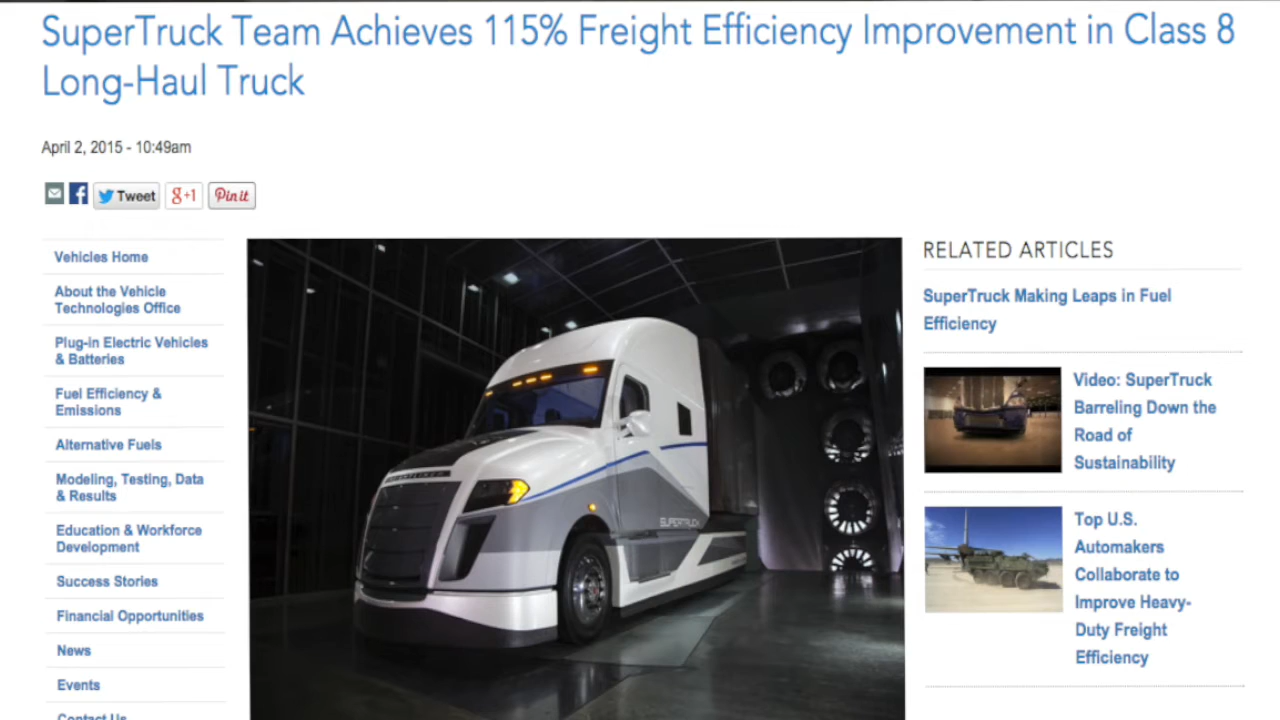 SuperTruck Team Achieves 115% Freight Efficiency Improvement in Class 8
Long-Haul Truck
April 2, 2015 - 10:49am
Tweet
g+1
Pin it
Vehicles Home
About the Vehicle
Technologies Office
Plug-in Electric Vehicles
& Batteries
Fuel Efficiency &
Emissions
Alternative Fuels
Modeling, Testing, Data
& Results
Education & Workforce
Development
Success Stories
Financial Opportunities
News
Events
Contact Us
FREIGHTLINER
SUPERTRUCK
RELATED ARTICLES
SuperTruck Making Leaps in Fuel
Efficiency
Video: SuperTruck
Barreling Down the
Road of
Sustainability
Top U.S.
Automakers
Collaborate to
Improve Heavy-
Duty Freight
Efficiency